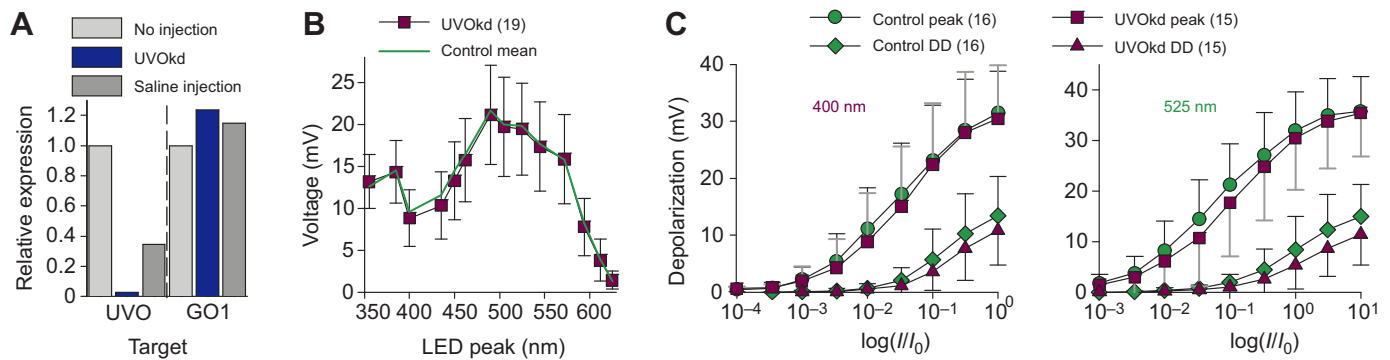 A
No injection
UVOkd
Saline injection
Relative expression
1.2
1.0
0.8
0.6
0.4
0.2
0
UVO GO1
Target
B
UVOkd (19)
Control mean
Voltage (mV)
25
20
15
10
5
0
350 400 450 500 550 600
LED peak (nm)
C
Control peak (16)
Control DD (16)
UVOkd peak (15)
UVOkd DD (15)
Depolarization (mV)
40
30
20
10
0
400 nm
10⁻⁴ 10⁻³ 10⁻² 10⁻¹ 10⁰
log(I/I₀)
40
30
20
10
0
525 nm
10⁻³ 10⁻² 10⁻¹ 10⁰ 10¹
log(I/I₀)